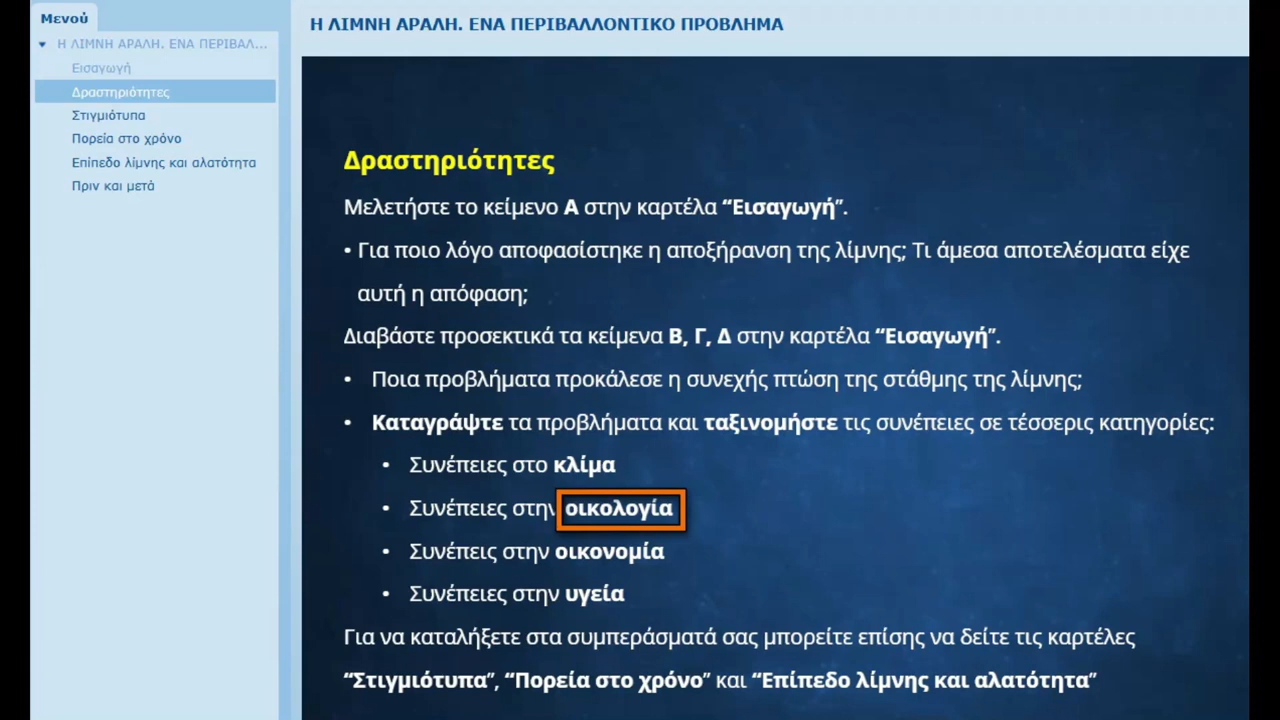 Μενού
Η ΛΙΜΝΗ ΑΡΑΛΗ. ΕΝΑ ΠΕΡΙΒΑΛ...
Εισαγωγή
Δραστηριότητες
Στιγμιότυπα
Πορεία στο χρόνο
Επίπεδο λίμνης και αλατότητα
Πριν και μετά
Η ΛΙΜΝΗ ΑΡΑΛΗ. ΕΝΑ ΠΕΡΙΒΑΛΛΟΝΤΙΚΟ ΠΡΟΒΛΗΜΑ
Δραστηριότητες
Μελετήστε το κείμενο Α στην καρτέλα “Εισαγωγή”.
• Για ποιο λόγο αποφασίστηκε η αποξήρανση της λίμνης; Τι άμεσα αποτελέσματα είχε
αυτή η απόφαση;
Διαβάστε προσεκτικά τα κείμενα Β, Γ, Δ στην καρτέλα “Εισαγωγή”.
• Ποια προβλήματα προκάλεσε η συνεχής πτώση της στάθμης της λίμνης;
• Καταγράψτε τα προβλήματα και ταξινομήστε τις συνέπειες σε τέσσερις κατηγορίες:
• Συνέπειες στο κλίμα
• Συνέπειες στην οικολογία
• Συνέπεις στην οικονομία
• Συνέπειες στην υγεία
Για να καταλήξετε στα συμπεράσματά σας μπορείτε επίσης να δείτε τις καρτέλες
“Στιγμιότυπα”, “Πορεία στο χρόνο” και “Επίπεδο λίμνης και αλατότητα”